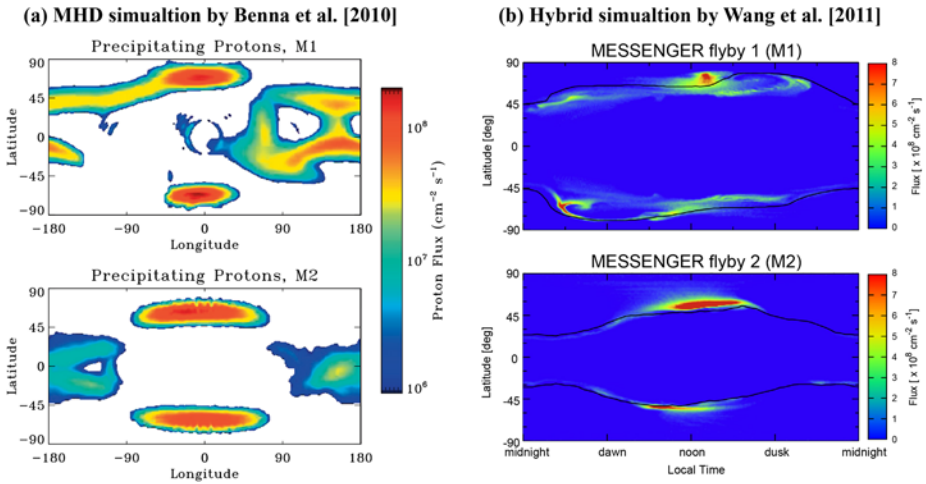 (a) MHD simualtion by Benna et al. [2010]
(b) Hybrid simualtion by Wang et al. [2011]
Precipitating Protons, M1
90
45
0
-45
-90
Latitude
-180
-90
0
90
180
Longitude
Precipitating Protons, M2
90
45
0
-45
-90
Latitude
-180
-90
0
90
180
Longitude
10⁸
10⁷
10⁶
Proton Flux (cm⁻² s⁻¹)
MESSENGER flyby 1 (M1)
90
45
0
-45
-90
Latitude [deg]
8
7
6
5
4
3
2
1
0
Flux [ x 10⁸ cm⁻² s⁻¹]
MESSENGER flyby 2 (M2)
90
45
0
-45
-90
Latitude [deg]
midnight
dawn
noon
dusk
midnight
Local Time
8
7
6
5
4
3
2
1
0
Flux [ x 10⁸ cm⁻² s⁻¹]